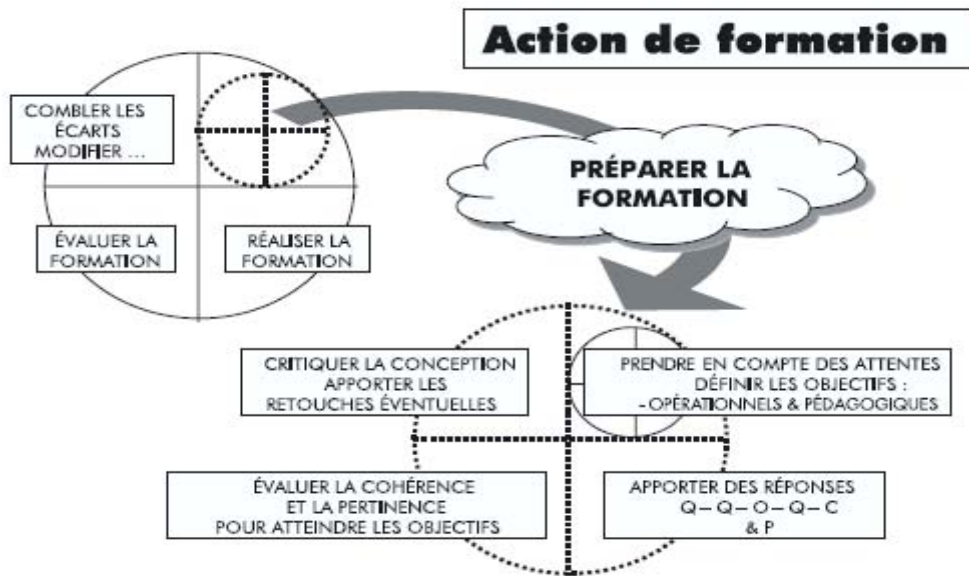 Action de formation
COMBLER LES
ÉCARTS
MODIFIER ...
PRÉPARER LA
FORMATION
ÉVALUER LA
FORMATION
RÉALISER LA
FORMATION
CRITIQUER LA CONCEPTION
APPORTER LES
RETOUCHES ÉVENTUELLES
PRENDRE EN COMPTE DES ATTENTES
DÉFINIR LES OBJECTIFS :
-OPÉRATIONNELS & PÉDAGOGIQUES
ÉVALUER LA COHÉRENCE
ET LA PERTINENCE
POUR ATTEINDRE LES OBJECTIFS
APPORTER DES RÉPONSES
Q – Q – O – Q – C
& P